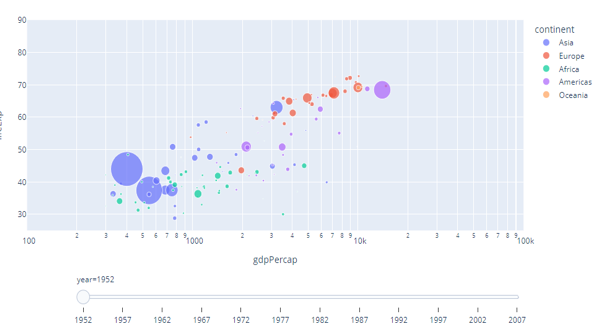 90
continent
80
Asia
Europe
70
Africa
Americas
60
Oceania
50
40
30
100 2 3 4 5 6 7 8 9 1000 2 3 4 5 6 7 8 9 10k 2 3 4 5 6 7 8 9 100k
gdpPercap
year=1952
1952 1957 1962 1967 1972 1977 1982 1987 1992 1997 2002 2007